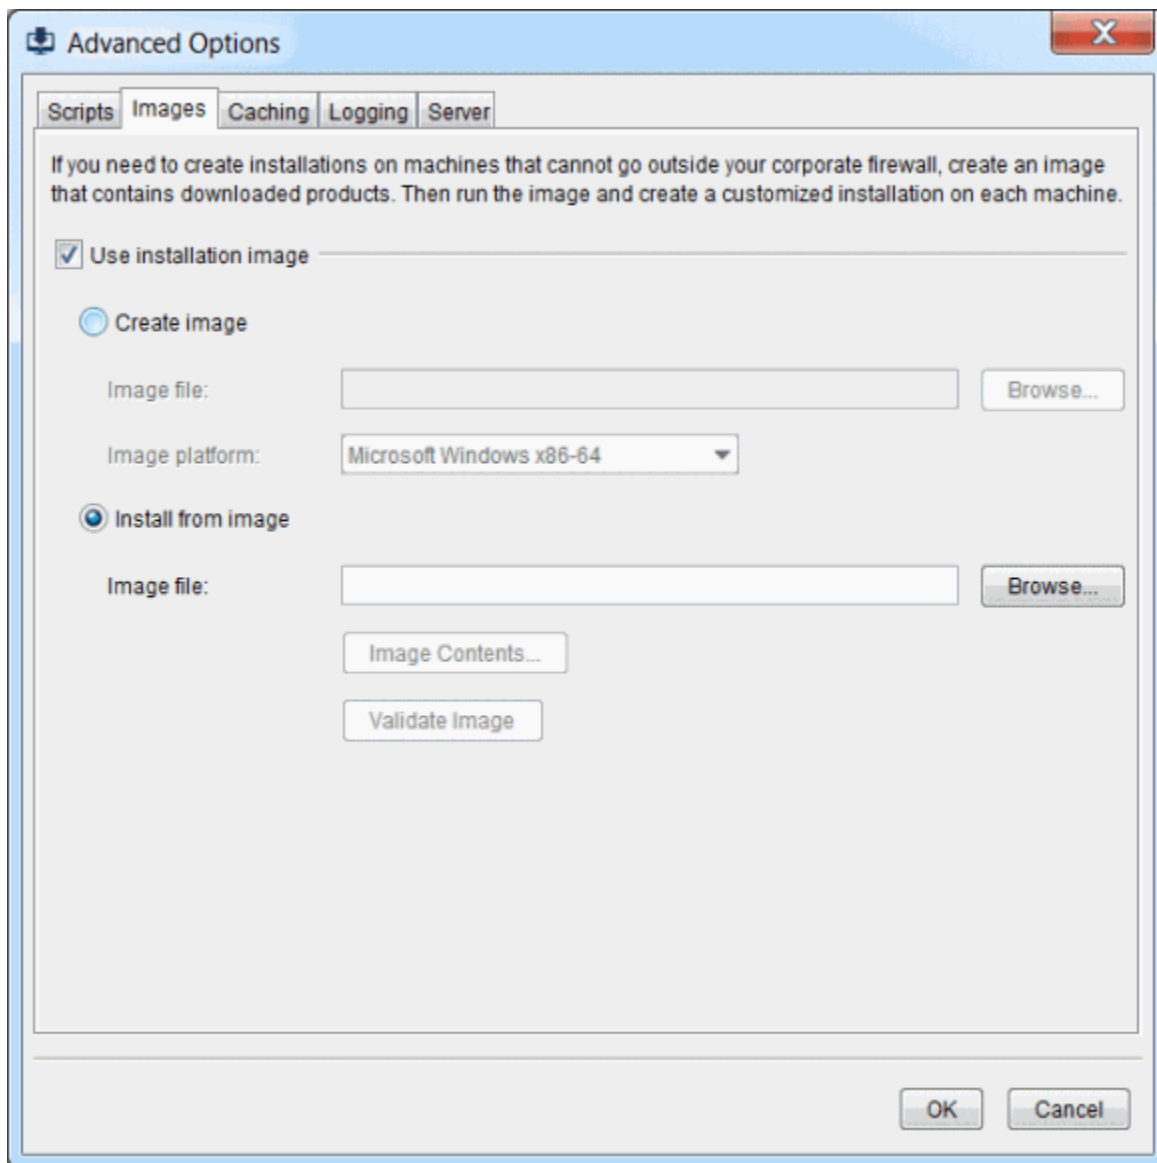 Advanced Options
Scripts Images Caching Logging Server
If you need to create installations on machines that cannot go outside your corporate firewall, create an image
that contains downloaded products. Then run the image and create a customized installation on each machine.
Use installation image
Create image
Image file: Browse...
Image platform: Microsoft Windows x86-64
Install from image
Image file: Browse...
Image Contents...
Validate Image
OK Cancel